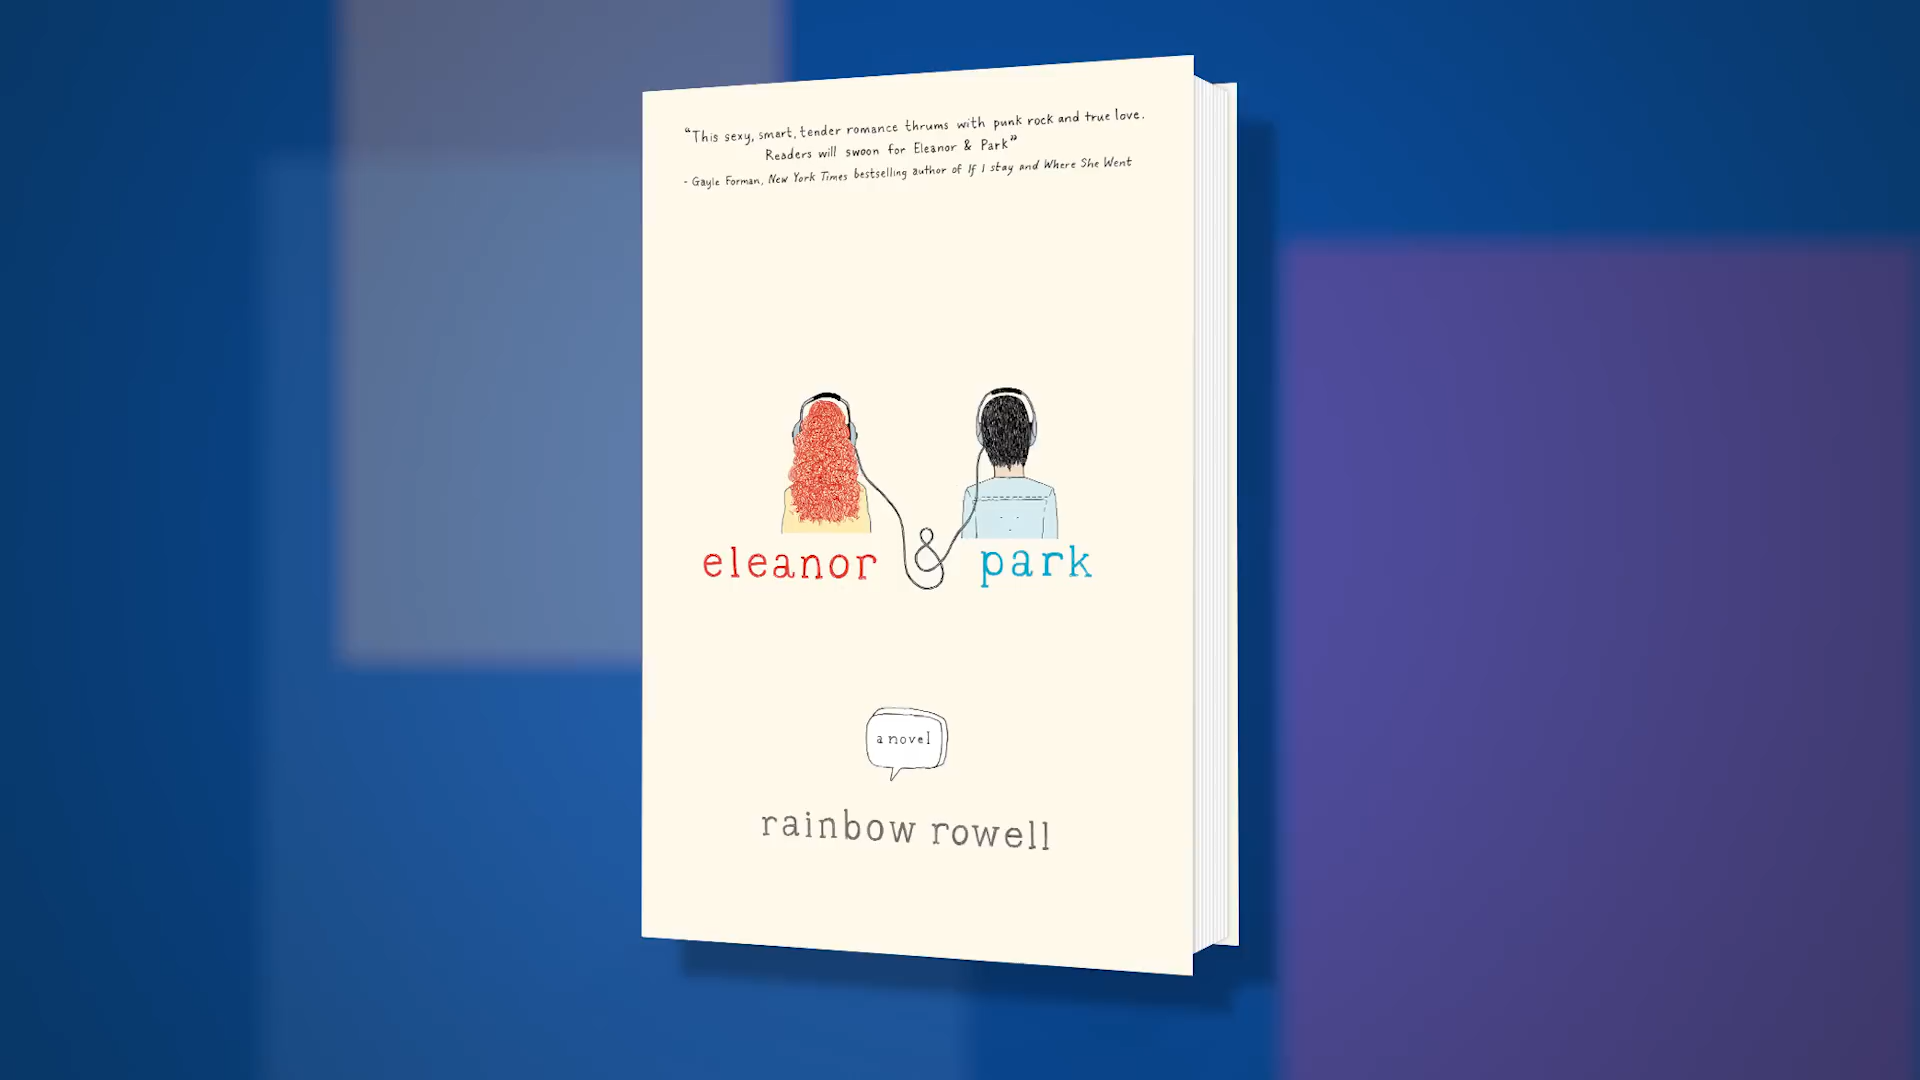 “This sexy, smart, tender romance thrums with punk rock and true love.
Readers will swoon for Eleanor & Park”
- Gayle Forman, New York Times bestselling author of If I stay and Where She Went
eleanor & park
a novel
rainbow rowell